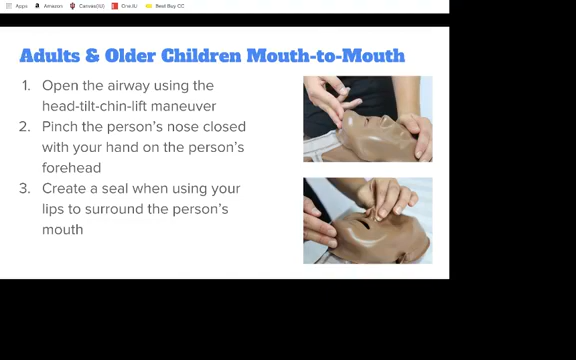 Apps Amazon Canvas(IU) One.IU Best Buy CC
Adults & Older Children Mouth-to-Mouth
1. Open the airway using the
head-tilt-chin-lift maneuver
2. Pinch the person's nose closed
with your hand on the person's
forehead
3. Create a seal when using your
lips to surround the person's
mouth